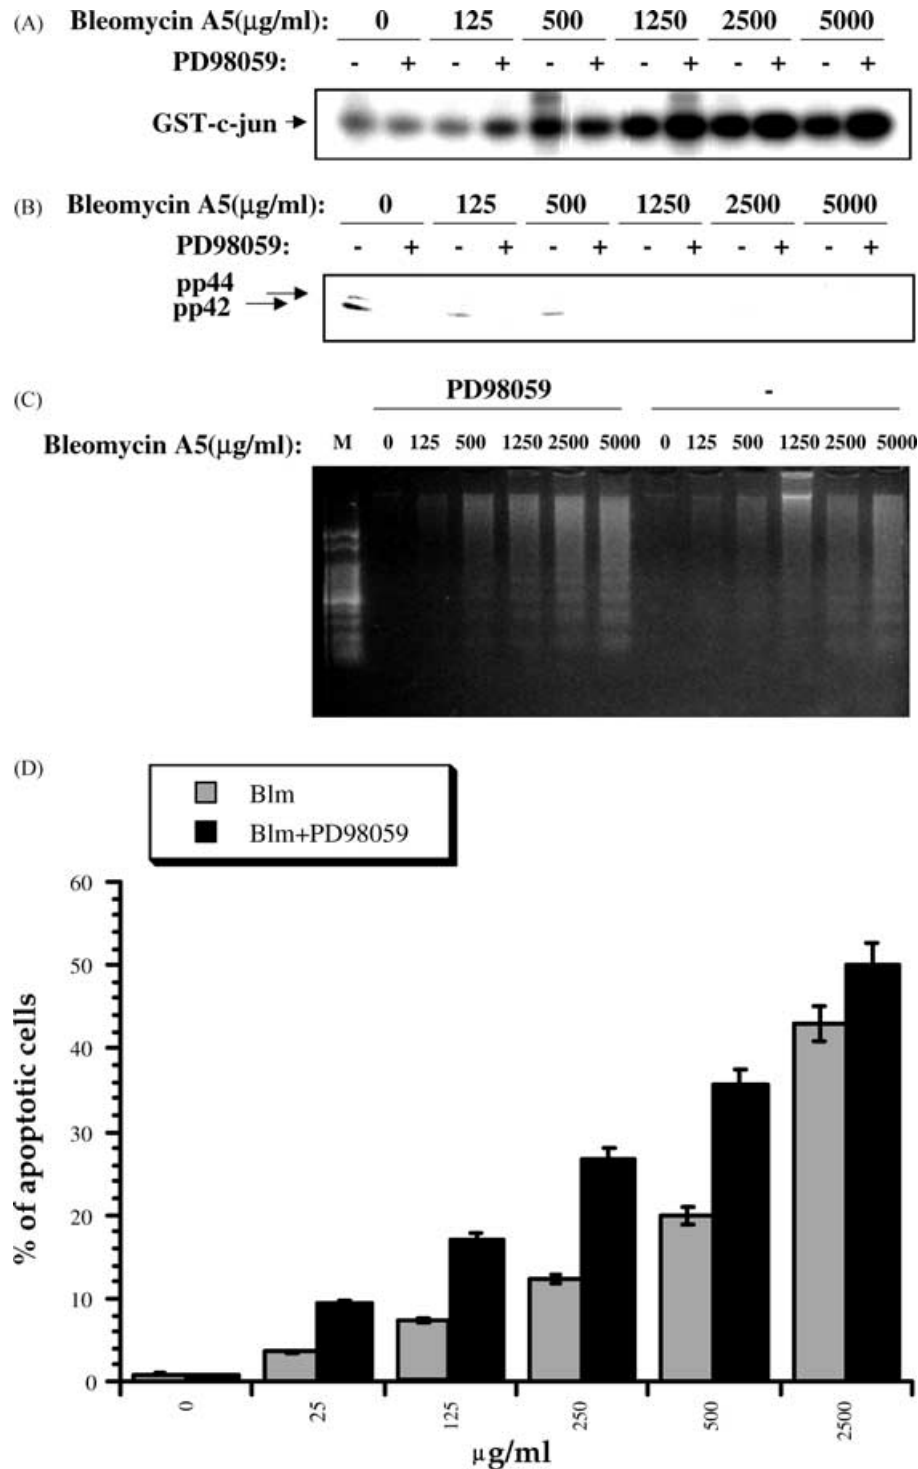 (A) Bleomycin A5(μg/ml): 0 125 500 1250 2500 5000
PD98059: - + - + - + - + - + - +
GST-c-jun
(B) Bleomycin A5(μg/ml): 0 125 500 1250 2500 5000
PD98059: - + - + - + - + - + - +
pp44
pp42
(C) PD98059 -
Bleomycin A5(μg/ml): M 0 125 500 1250 2500 5000 0 125 500 1250 2500 5000
(D)
Blm
Blm+PD98059
60
50
40
30
20
10
0
% of apoptotic cells
0 25 125 250 500 2500
μg/ml